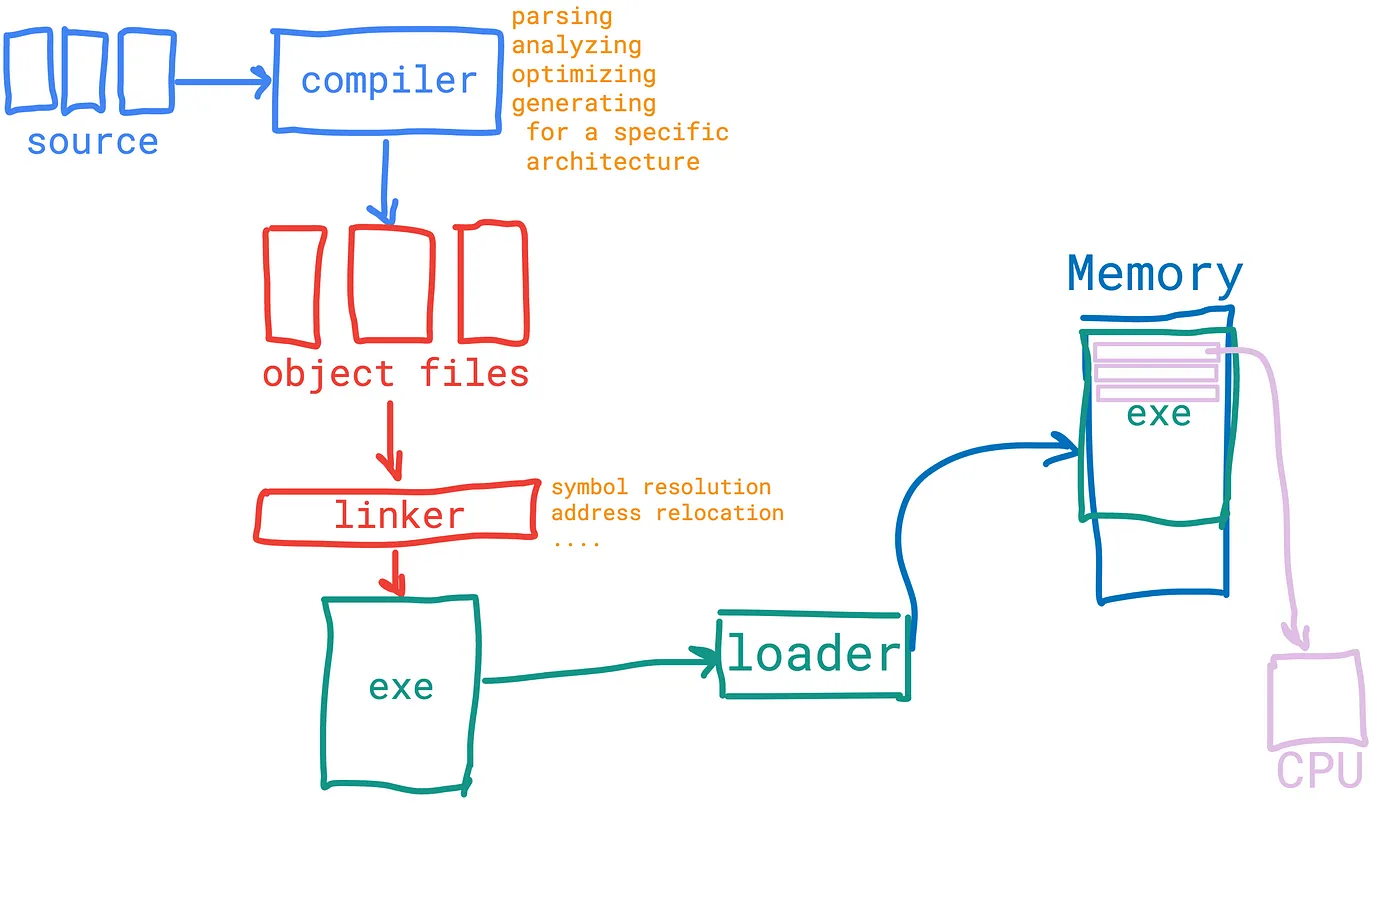 source
compiler
parsing
analyzing
optimizing
generating
for a specific
architecture
object files
linker
symbol resolution
address relocation
....
exe
loader
Memory
exe
CPU